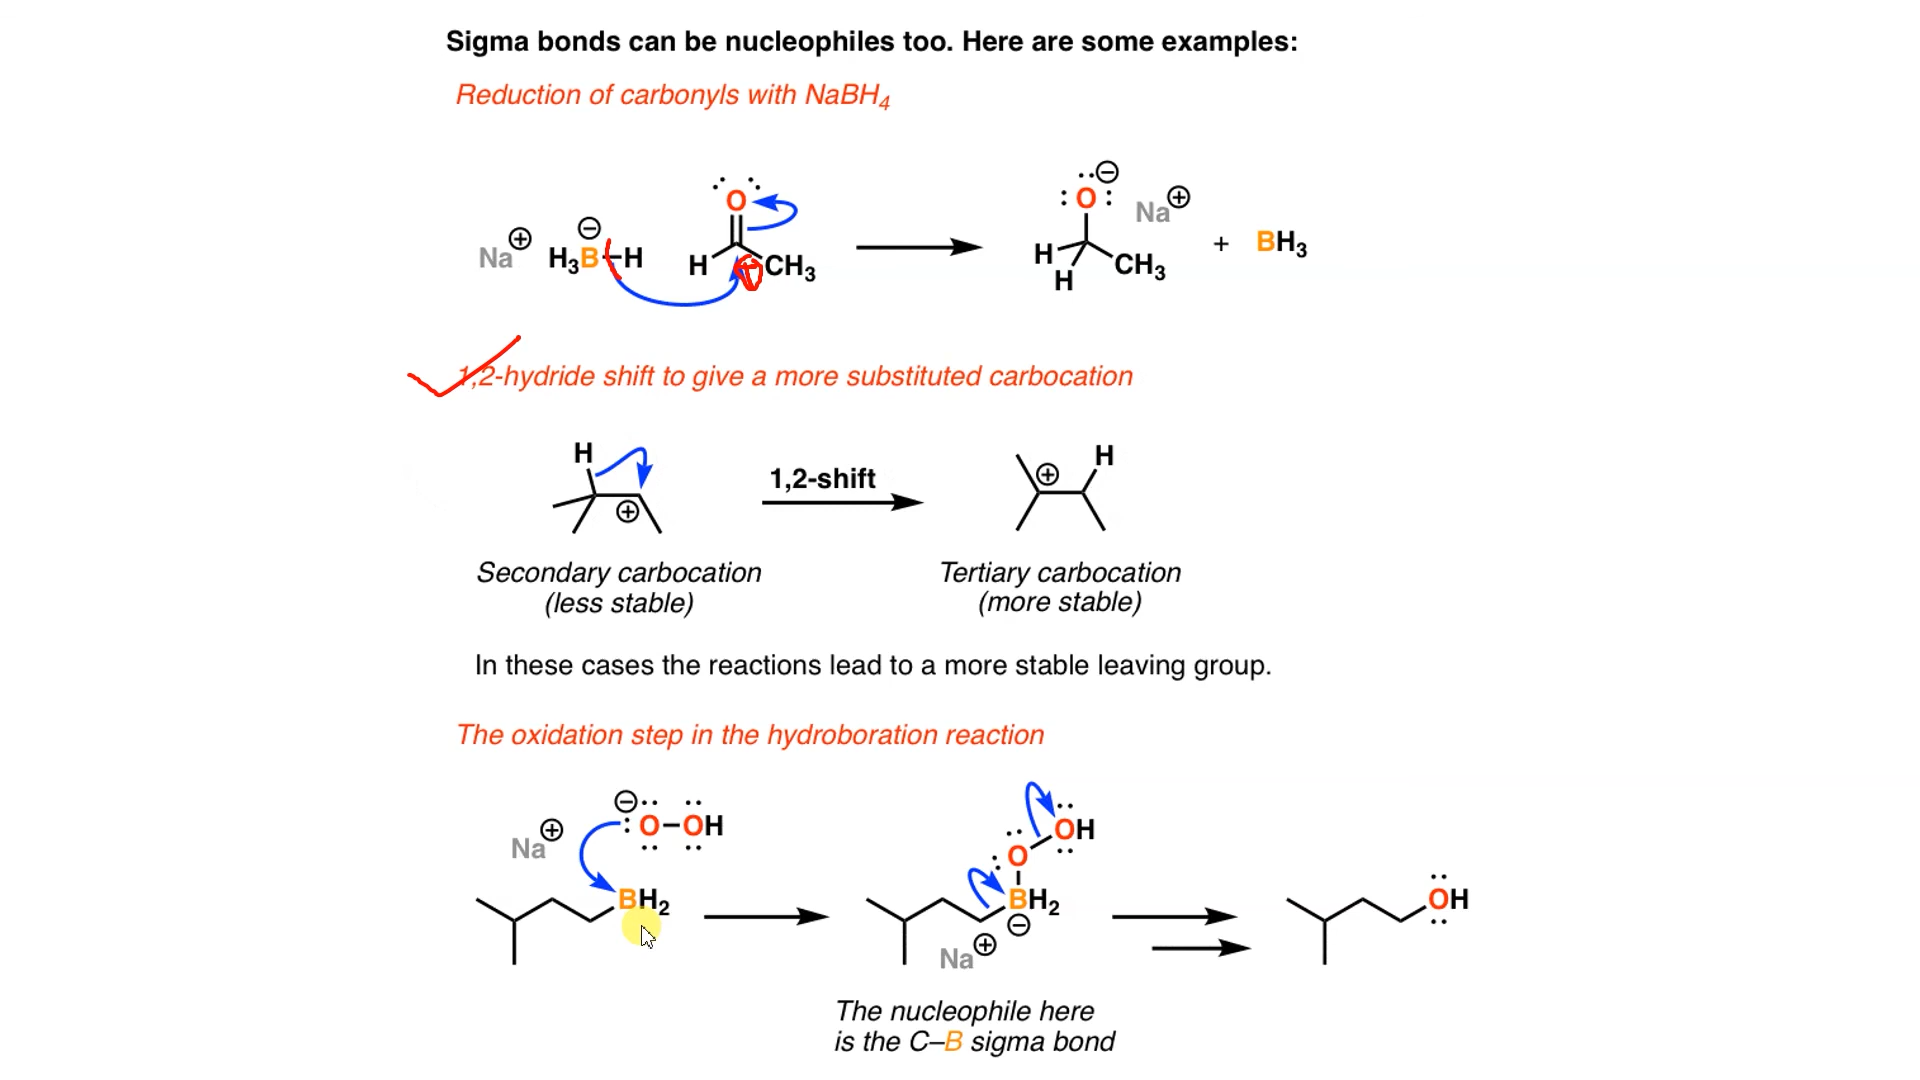 Sigma bonds can be nucleophiles too. Here are some examples:
Reduction of carbonyls with NaBH4
Na⊕ H3B⊖–H
O
H CH3
O⊖ Na⊕
H CH3
H
+ BH3
1,2-hydride shift to give a more substituted carbocation
H ⊕
1,2-shift
⊕ H
Secondary carbocation
(less stable)
Tertiary carbocation
(more stable)
In these cases the reactions lead to a more stable leaving group.
The oxidation step in the hydroboration reaction
Na⊕ ⊖:O–OH
BH2
OH
O
BH2
⊖
Na⊕
OH
The nucleophile here
is the C–B sigma bond